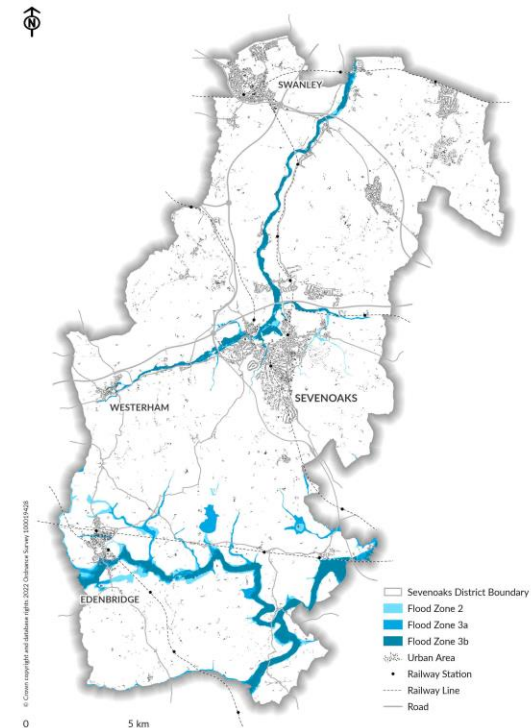 N
SWANLEY
SEVENOAKS
WESTERHAM
EDENBRIDGE
© Crown copyright and database rights 2022 Ordnance Survey 100019428
Sevenoaks District Boundary
Flood Zone 2
Flood Zone 3a
Flood Zone 3b
Urban Area
Railway Station
Railway Line
Road
0 5 km